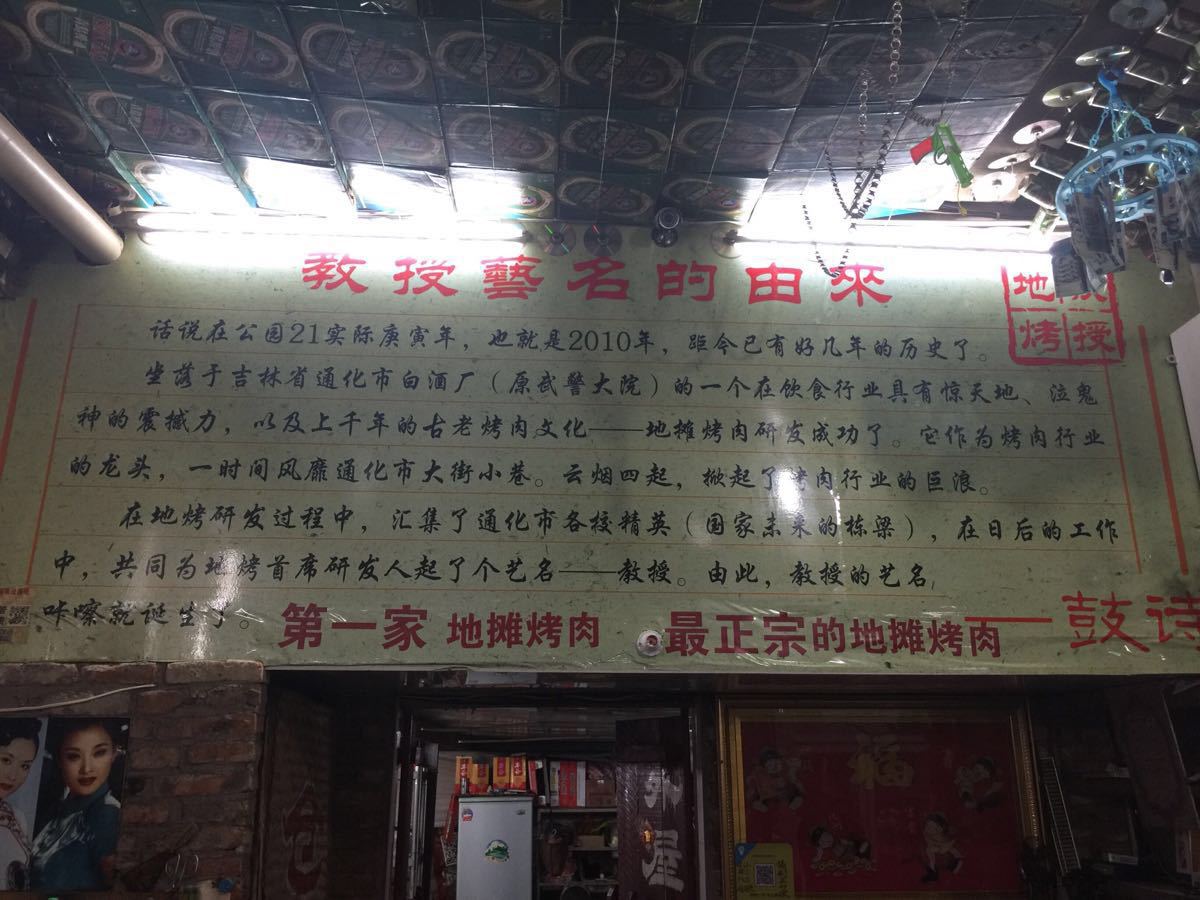 教授藝名的由來
地 授
烤 授
话说在公园21实际庚寅年，也就是2010年，距今已有好几年的历史了。
坐落于吉林省通化市白酒厂（原武警大院）的一个在饮食行业具有惊天地、泣鬼
神的震撼力，以及上千年的古老烤肉文化——地摊烤肉研发成功了。它作为烤肉行业
的龙头，一时间风靡通化市大街小巷。云烟四起，掀起了烤肉行业的巨浪。
在地烤研发过程中，汇集了通化市各校精英（国家未来的栋梁），在日后的工作
中，共同为地烤首席研发人起了个艺名——教授。由此，教授的艺名
咔嚓就诞生了。
第一家 地摊烤肉 最正宗的地摊烤肉
——鼓诗
福
屋